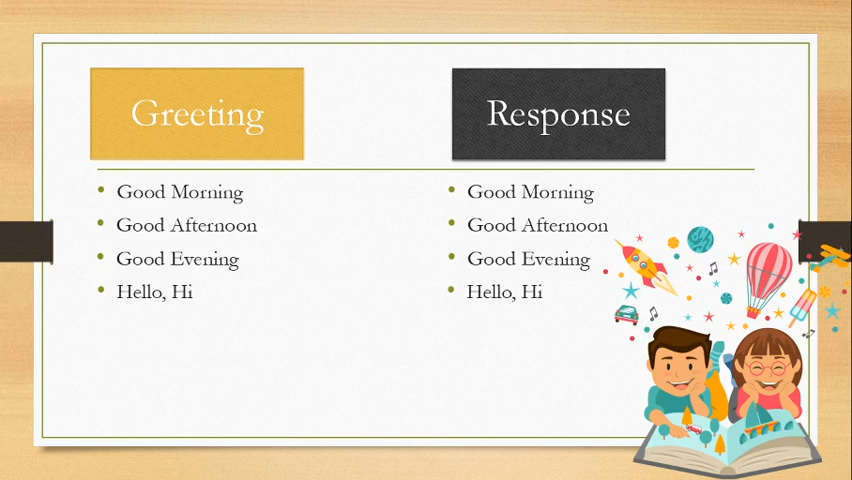 Greeting
Response
• Good Morning
• Good Afternoon
• Good Evening
• Hello, Hi
• Good Morning
• Good Afternoon
• Good Evening
• Hello, Hi